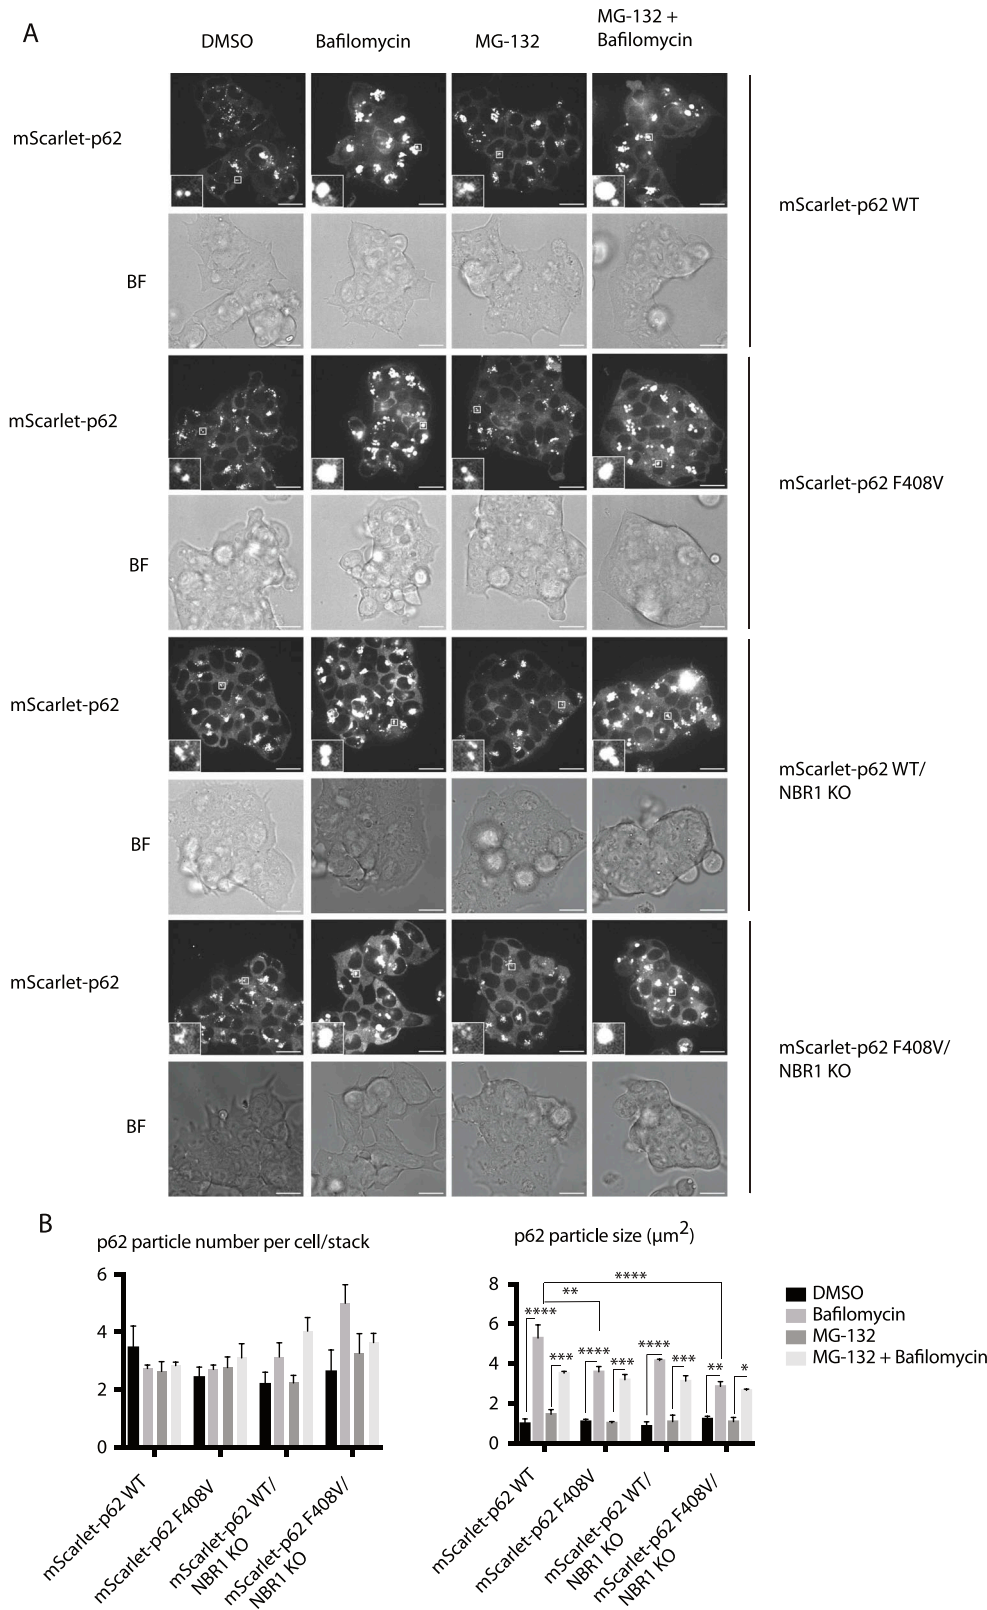 A
DMSO
Bafilomycin
MG-132
MG-132 +
Bafilomycin
mScarlet-p62
mScarlet-p62 WT
BF
mScarlet-p62
mScarlet-p62 F408V
BF
mScarlet-p62
mScarlet-p62 WT/
NBR1 KO
BF
mScarlet-p62
mScarlet-p62 F408V/
NBR1 KO
BF
B
p62 particle number per cell/stack
6
4
2
0
mScarlet-p62 WT
mScarlet-p62 F408V
mScarlet-p62 WT/
NBR1 KO
mScarlet-p62 F408V/
NBR1 KO
p62 particle size (µm2)
8
6
4
2
0
****
**
****
***
****
***
****
***
**
*
mScarlet-p62 WT
mScarlet-p62 F408V
mScarlet-p62 WT/
NBR1 KO
mScarlet-p62 F408V/
NBR1 KO
DMSO
Bafilomycin
MG-132
MG-132 + Bafilomycin